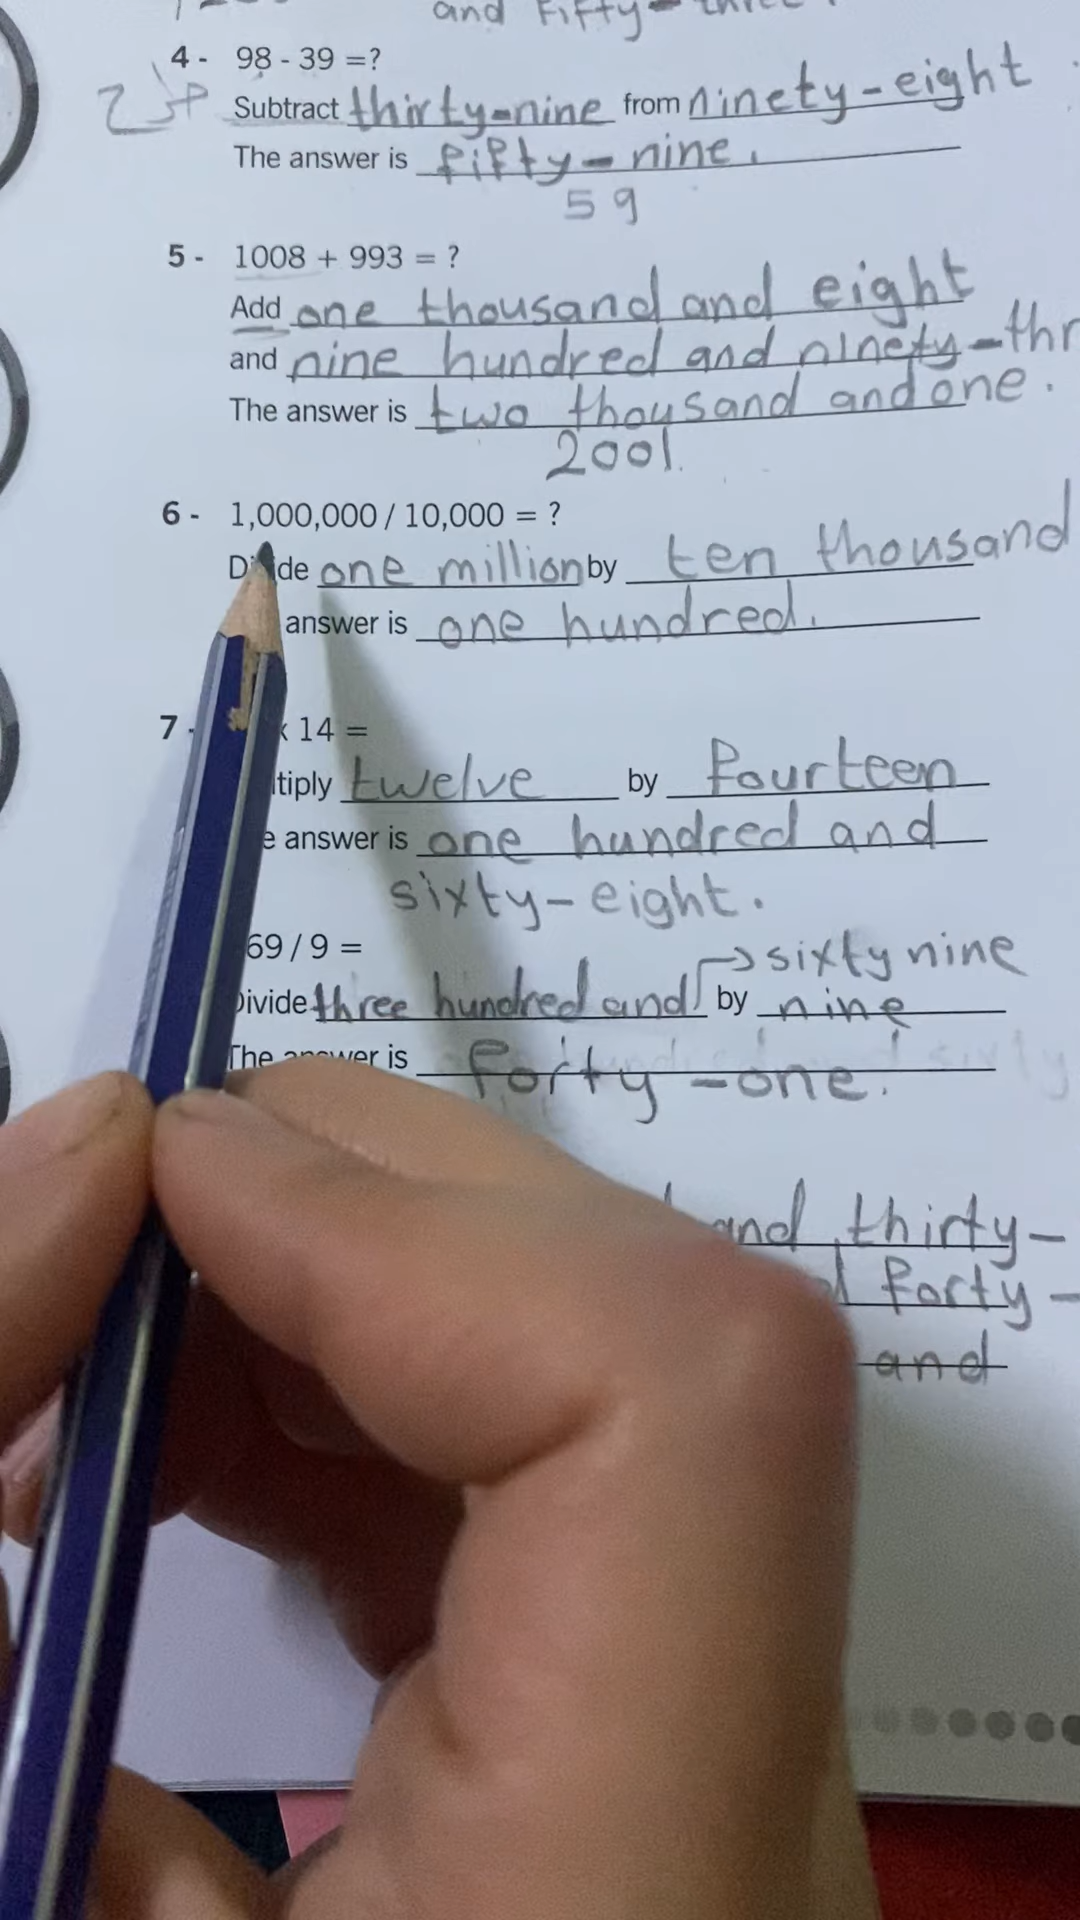 and fifty-three
4 - 98 - 39 =?
Subtract thirty-nine from ninety-eight
The answer is fifty-nine.
59
5 - 1008 + 993 = ?
Add one thousand and eight
and nine hundred and ninety-thr
The answer is two thousand and one.
2001.
6 - 1,000,000 / 10,000 = ?
one million by ten thousand
answer is one hundred.
7 - x 14 =
tiply twelve by fourteen
answer is one hundred and
sixty-eight.
69 / 9 =
sixty nine
ivide three hundred and by nine
The answer is forty-one.
and thirty-
forty-
and